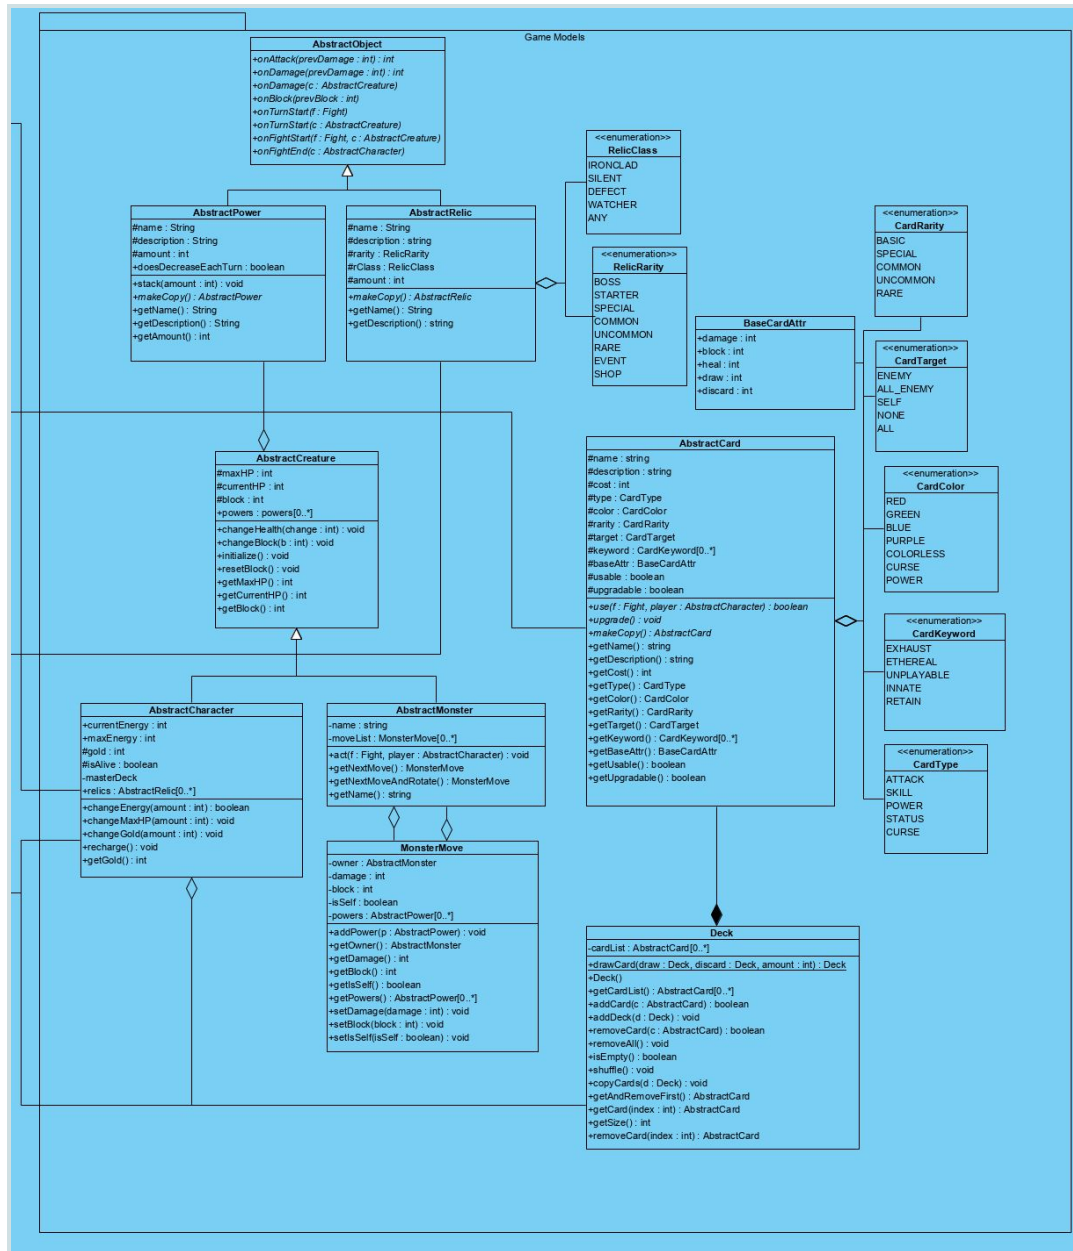 Game Models
AbstractObject
+onAttack(prevDamage : int) : int
+onDamage(prevDamage : int) : int
+onDamage(c : AbstractCreature)
+onBlock(prevBlock : int)
+onTurnStart(f : Fight)
+onTurnStart(c : AbstractCreature)
+onFightStart(f : Fight, c : AbstractCreature)
+onFightEnd(c : AbstractCharacter)
<<enumeration>>
RelicClass
IRONCLAD
SILENT
DEFECT
WATCHER
ANY
AbstractPower
#name : String
#description : String
#amount : int
+doesDecreaseEachTurn : boolean
+stack(amount : int) : void
+makeCopy() : AbstractPower
+getName() : String
+getDescription() : String
+getAmount() : int
AbstractRelic
#name : String
#description : string
#rarity : RelicRarity
#rClass : RelicClass
#amount : int
+makeCopy() : AbstractRelic
+getName() : String
+getDescription() : string
<<enumeration>>
RelicRarity
BOSS
STARTER
SPECIAL
COMMON
UNCOMMON
RARE
EVENT
SHOP
<<enumeration>>
CardRarity
BASIC
SPECIAL
COMMON
UNCOMMON
RARE
BaseCardAttr
+damage : int
+block : int
+heal : int
+draw : int
+discard : int
<<enumeration>>
CardTarget
ENEMY
ALL_ENEMY
SELF
NONE
ALL
AbstractCreature
#maxHP : int
#currentHP : int
#block : int
+powers : powers[0..*]
+changeHealth(change : int) : void
+changeBlock(b : int) : void
+initialize() : void
+resetBlock() : void
+getMaxHP() : int
+getCurrentHP() : int
+getBlock() : int
AbstractCard
#name : string
#description : string
#cost : int
#type : CardType
#color : CardColor
#rarity : CardRarity
#target : CardTarget
#keyword : CardKeyword[0..*]
#baseAttr : BaseCardAttr
#usable : boolean
#upgradable : boolean
+use(f : Fight, player : AbstractCharacter) : boolean
+upgrade() : void
+makeCopy() : AbstractCard
+getName() : string
+getDescription() : string
+getCost() : int
+getType() : CardType
+getColor() : CardColor
+getRarity() : CardRarity
+getTarget() : CardTarget
+getKeyword() : CardKeyword[0..*]
+getBaseAttr() : BaseCardAttr
+getUsable() : boolean
+getUpgradable() : boolean
<<enumeration>>
CardColor
RED
GREEN
BLUE
PURPLE
COLORLESS
CURSE
POWER
<<enumeration>>
CardKeyword
EXHAUST
ETHEREAL
UNPLAYABLE
INNATE
RETAIN
<<enumeration>>
CardType
ATTACK
SKILL
POWER
STATUS
CURSE
AbstractCharacter
+currentEnergy : int
+maxEnergy : int
#gold : int
#isAlive : boolean
-masterDeck
+relics : AbstractRelic[0..*]
+changeEnergy(amount : int) : boolean
+changeMaxHP(amount : int) : void
+changeGold(amount : int) : void
+recharge() : void
+getGold() : int
AbstractMonster
-name : string
-moveList : MonsterMove[0..*]
+act(f : Fight, player : AbstractCharacter) : void
+getNextMove() : MonsterMove
+getNextMoveAndRotate() : MonsterMove
+getName() : string
MonsterMove
-owner : AbstractMonster
-damage : int
-block : int
-isSelf : boolean
-powers : AbstractPower[0..*]
+addPower(p : AbstractPower) : void
+getOwner() : AbstractMonster
+getDamage() : int
+getBlock() : int
+getIsSelf() : boolean
+getPowers() : AbstractPower[0..*]
+setDamage(damage : int) : void
+setBlock(block : int) : void
+setIsSelf(isSelf : boolean) : void
Deck
-cardList : AbstractCard[0..*]
+drawCard(draw : Deck, discard : Deck, amount : int) : Deck
+Deck()
+getCardList() : AbstractCard[0..*]
+addCard(c : AbstractCard) : boolean
+addDeck(d : Deck) : void
+removeCard(c : AbstractCard) : boolean
+removeAll() : void
+isEmpty() : boolean
+shuffle() : void
+copyCards(d : Deck) : void
+getAndRemoveFirst() : AbstractCard
+getCard(index : int) : AbstractCard
+getSize() : int
+removeCard(index : int) : AbstractCard